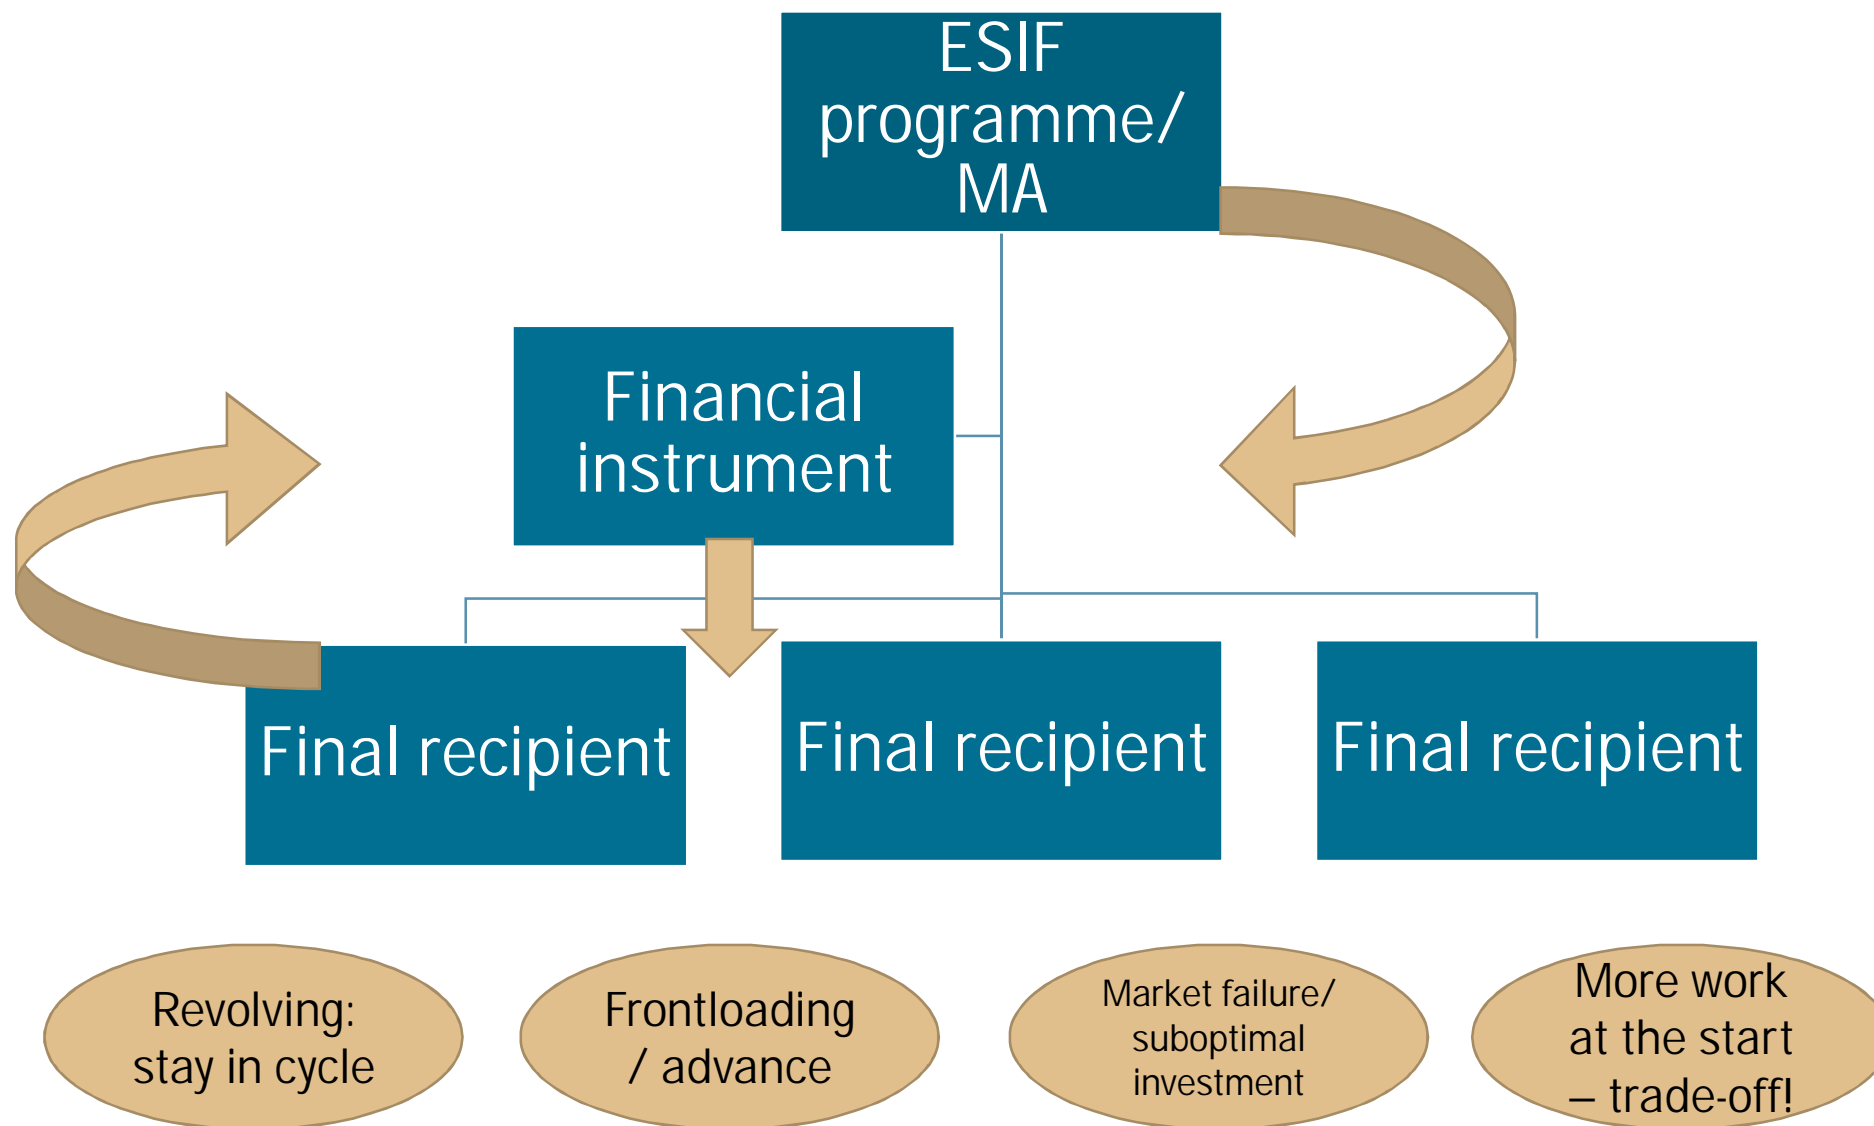 ESIF
programme/
MA
Financial
instrument
Final recipient
Final recipient
Final recipient
Revolving:
stay in cycle
Frontloading
/ advance
Market failure/
suboptimal
investment
More work
at the start
– trade-off!